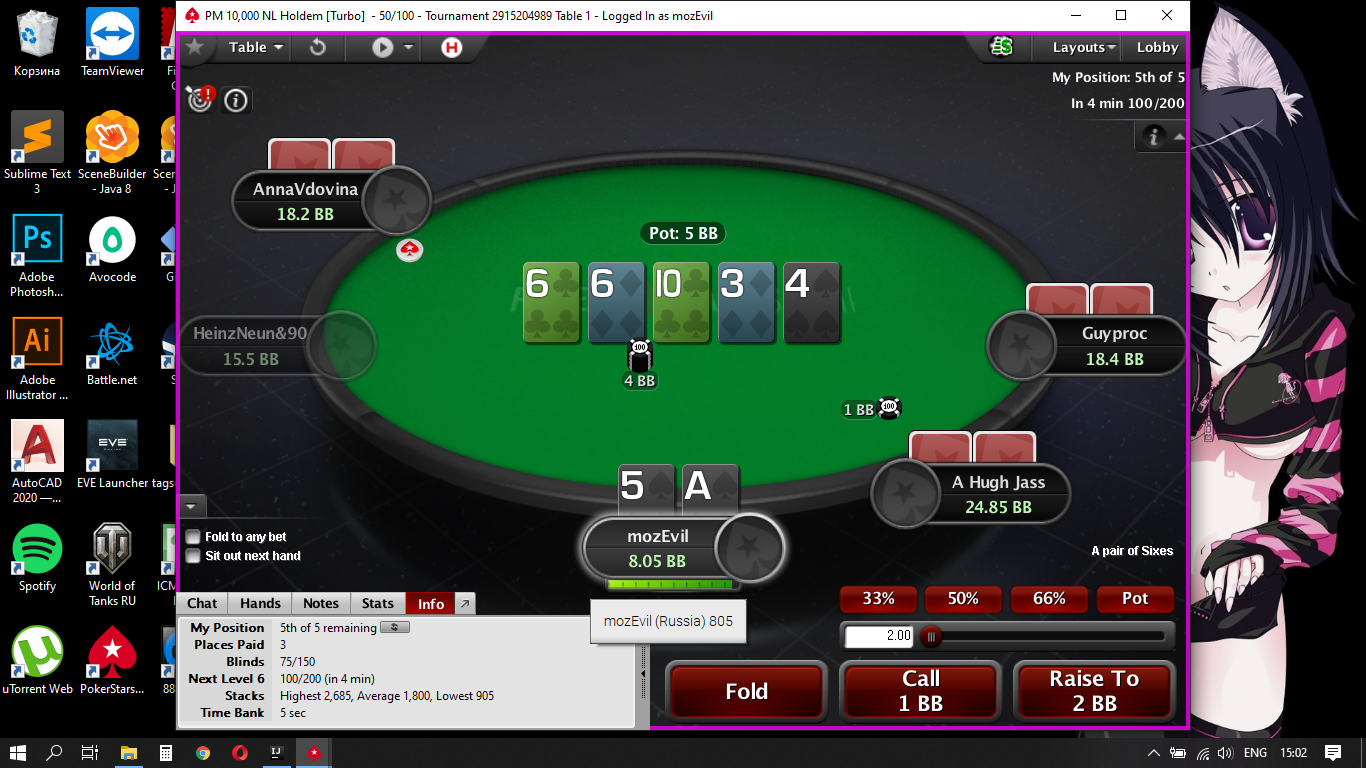 PM 10,000 NL Holdem [Turbo] - 50/100 - Tournament 2915204989 Table 1 - Logged In as mozEvil
Корзина
TeamViewer
Sublime Text
3
SceneBuilder
- Java 8
Adobe
Photosh...
Avocode
Adobe
Illustrator ...
Battle.net
AutoCAD
2020 —...
EVE Launcher
tags
Spotify
World of
Tanks RU
ICM
uTorrent Web
PokerStars...
88
Table
H
Layouts
Lobby
My Position: 5th of 5
In 4 min 100/200
AnnaVdovina
18.2 BB
Pot: 5 BB
6
6
10
3
4
100
4 BB
HeinzNeun&90
15.5 BB
Guyproc
18.4 BB
1 BB
100
5
A
A Hugh Jass
24.85 BB
mozEvil
8.05 BB
Fold to any bet
Sit out next hand
A pair of Sixes
mozEvil (Russia) 805
33%
50%
66%
Pot
2.00
Fold
Call
1 BB
Raise To
2 BB
Chat
Hands
Notes
Stats
Info
My Position 5th of 5 remaining
Places Paid 3
Blinds 75/150
Next Level 6 100/200 (in 4 min)
Stacks Highest 2,685, Average 1,800, Lowest 905
Time Bank 5 sec
ENG
15:02